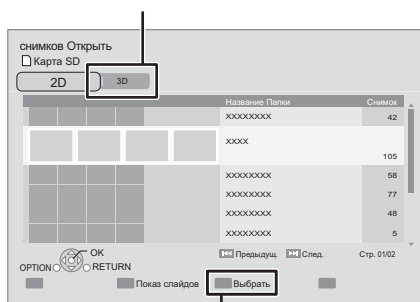 снимков Открыть
Карта SD
2D 3D
Название Папки Снимок
XXXXXXXX 42
XXXX
105
XXXXXXXX 58
XXXXXXXX 77
XXXXXXXX 48
XXXXXXXX 5
OK Предыдущ. След. Стр. 01/02
OPTION RETURN
Показ слайдов Выбрать